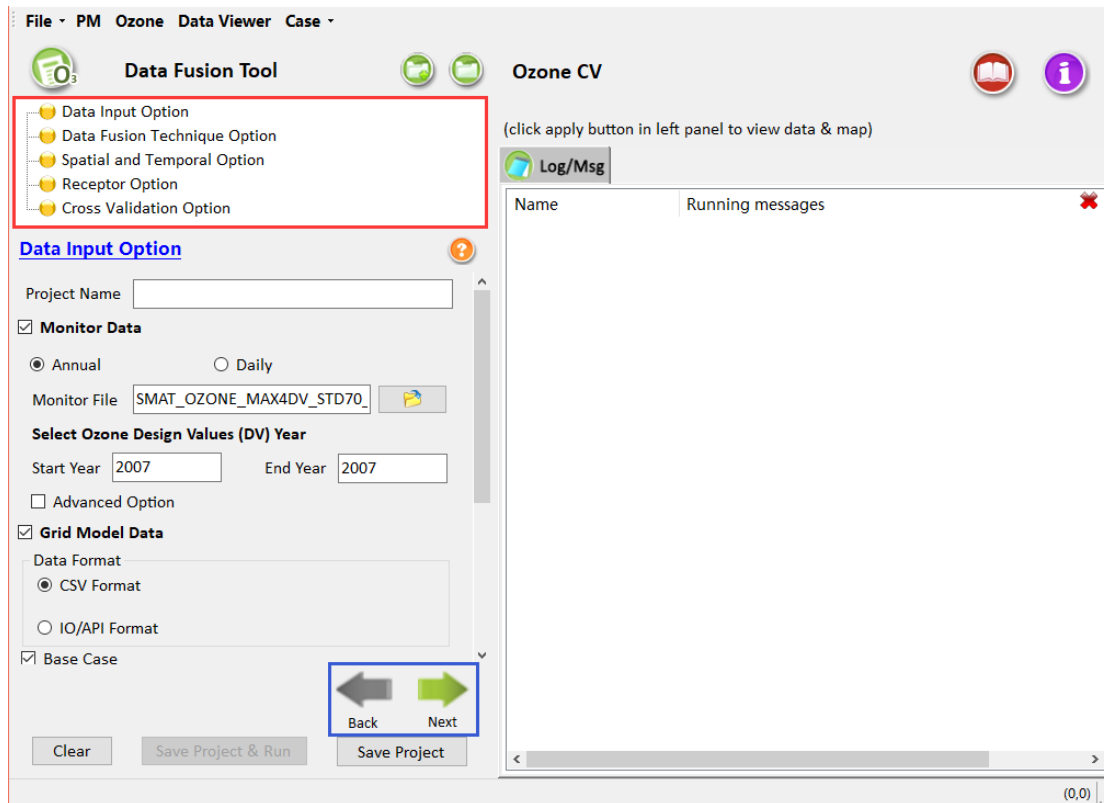 File PM Ozone Data Viewer Case
O3 Data Fusion Tool
Ozone CV
Data Input Option
Data Fusion Technique Option
Spatial and Temporal Option
Receptor Option
Cross Validation Option
(click apply button in left panel to view data & map)
Log/Msg
Name Running messages
Data Input Option
Project Name
Monitor Data
Annual Daily
Monitor File SMAT_OZONE_MAX4DV_STD70_
Select Ozone Design Values (DV) Year
Start Year 2007 End Year 2007
Advanced Option
Grid Model Data
Data Format
CSV Format
IO/API Format
Base Case
Back Next
Clear Save Project & Run Save Project
(0,0)